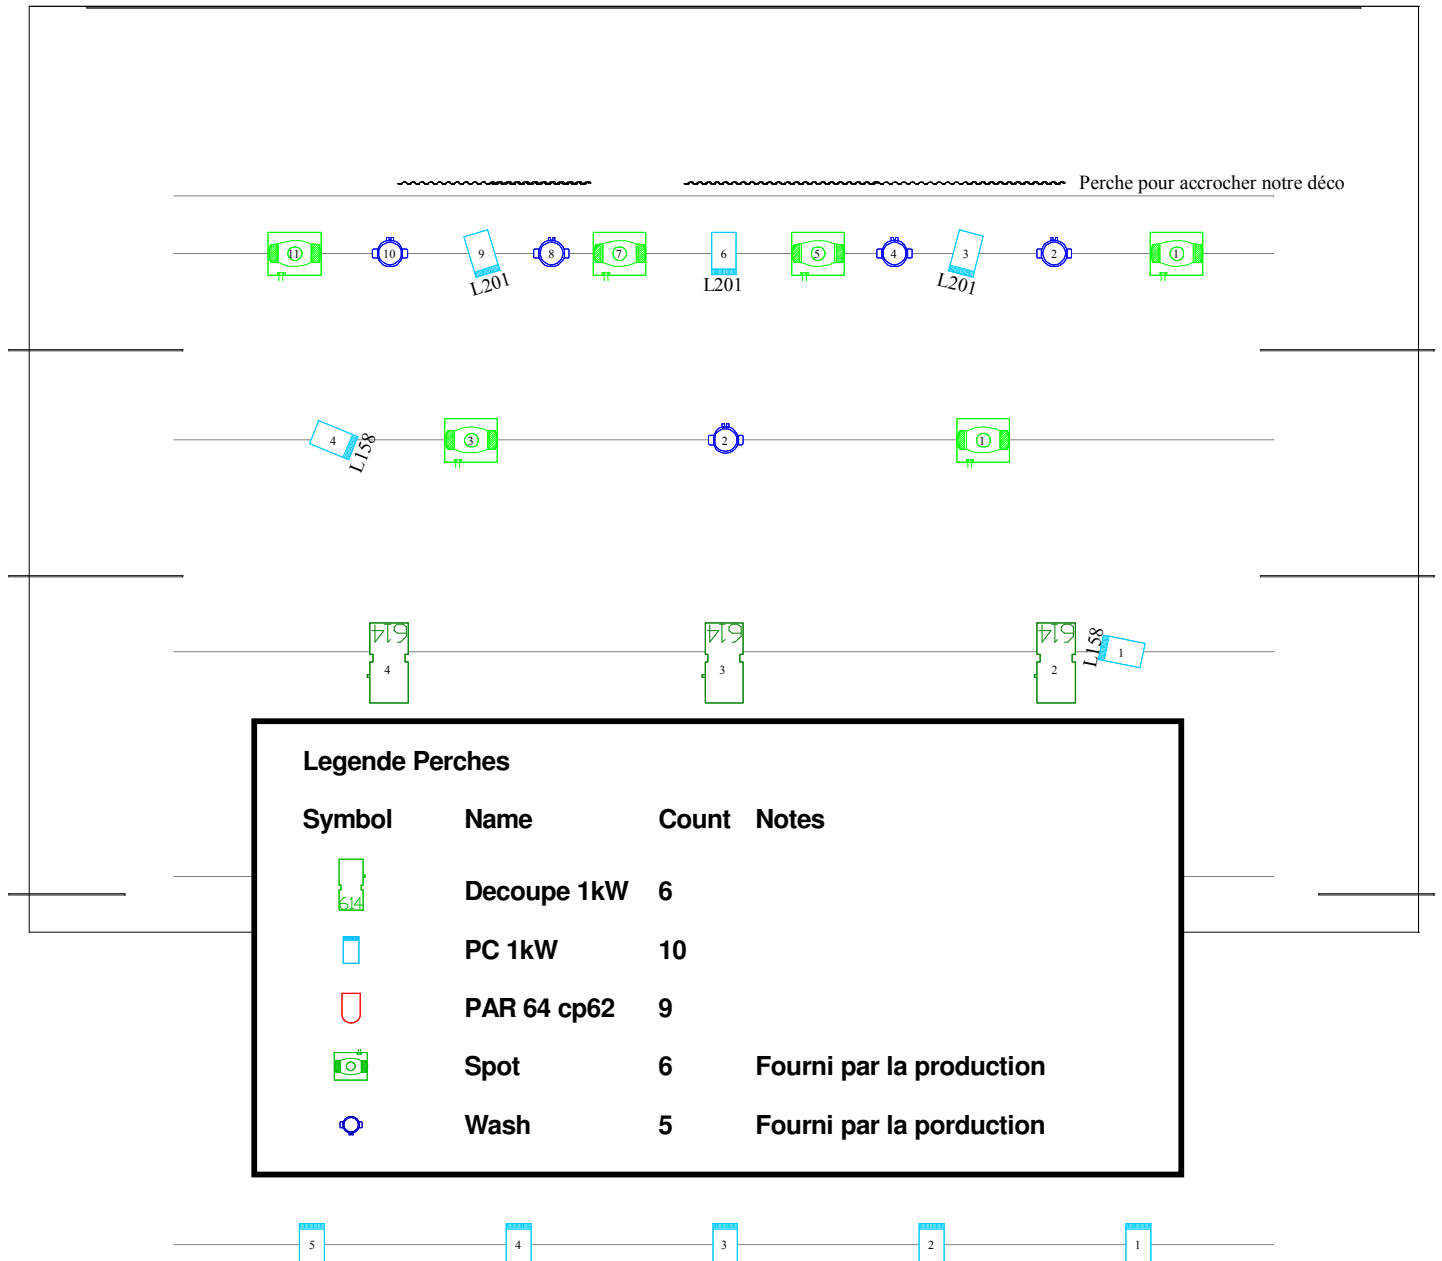 Perche pour accrocher notre déco
11 10 9 8 7 6 5 4 3 2 1
L201 L201 L201
4 3 2 1
L158
614 614 614
4 3 2 1
L158
Legende Perches
Symbol Name Count Notes
614 Decoupe 1kW 6
PC 1kW 10
PAR 64 cp62 9
Spot 6 Fourni par la production
Wash 5 Fourni par la porduction
5 4 3 2 1